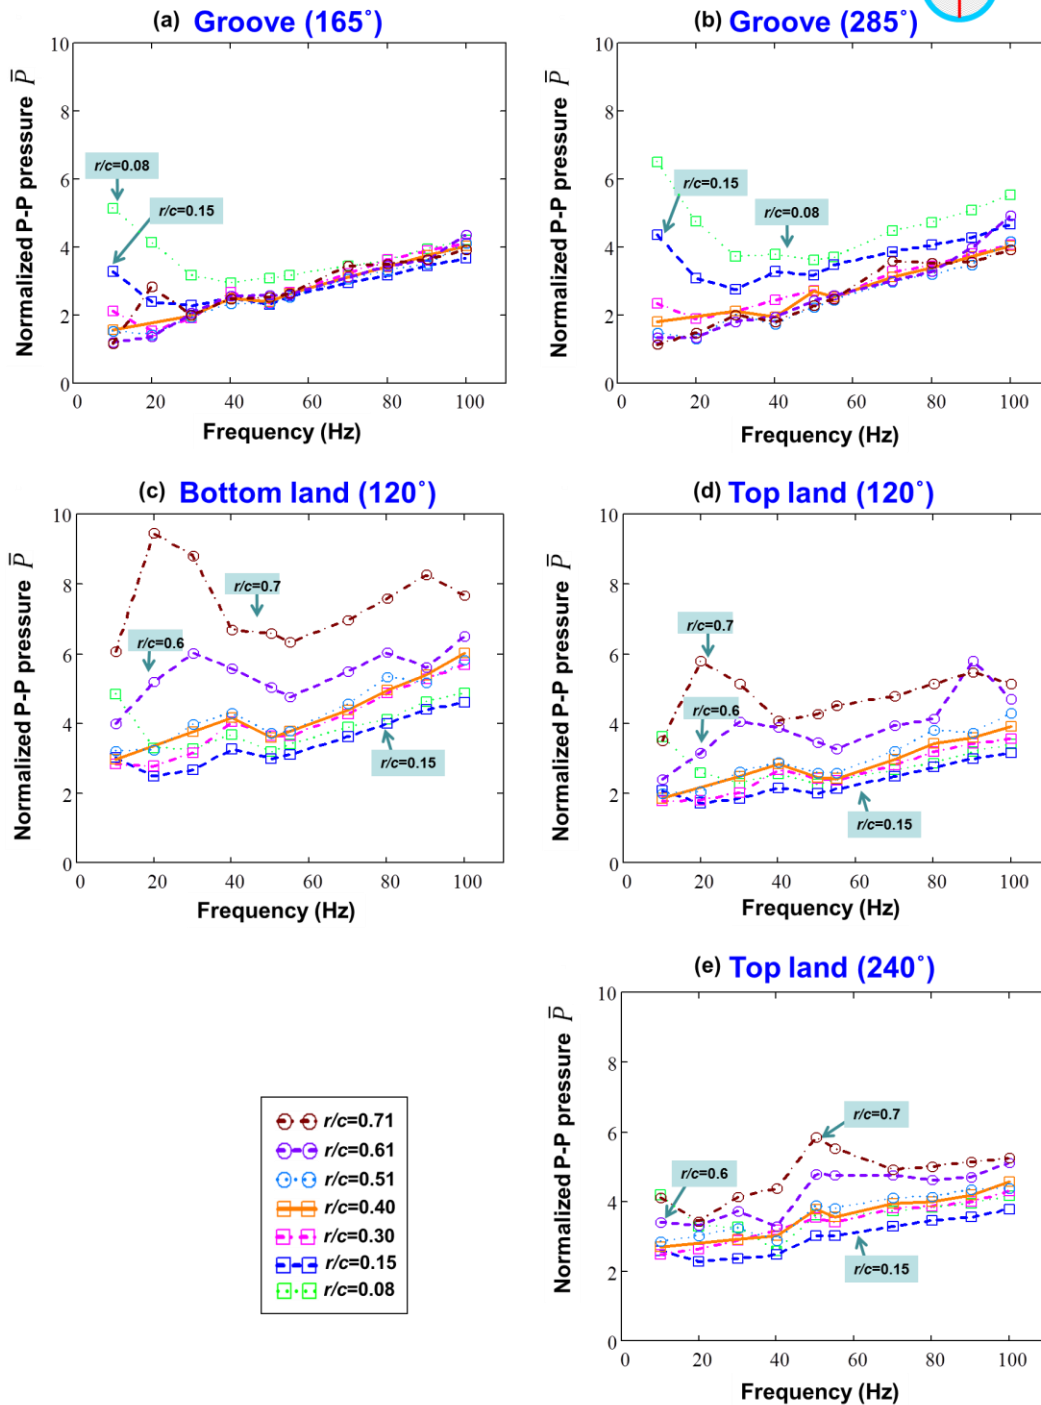 (a) Groove (165˚)
Normalized P-P pressure P̅
10
8
6
4
2
0
r/c=0.08
r/c=0.15
0 20 40 60 80 100
Frequency (Hz)
(b) Groove (285˚)
Normalized P-P pressure P̅
10
8
6
4
2
0
r/c=0.15
r/c=0.08
0 20 40 60 80 100
Frequency (Hz)
(c) Bottom land (120˚)
Normalized P-P pressure P̅
10
8
6
4
2
0
r/c=0.7
r/c=0.6
r/c=0.15
0 20 40 60 80 100
Frequency (Hz)
(d) Top land (120˚)
Normalized P-P pressure P̅
10
8
6
4
2
0
r/c=0.7
r/c=0.6
r/c=0.15
0 20 40 60 80 100
Frequency (Hz)
(e) Top land (240˚)
Normalized P-P pressure P̅
10
8
6
4
2
0
r/c=0.7
r/c=0.6
r/c=0.15
0 20 40 60 80 100
Frequency (Hz)
r/c=0.71
r/c=0.61
r/c=0.51
r/c=0.40
r/c=0.30
r/c=0.15
r/c=0.08